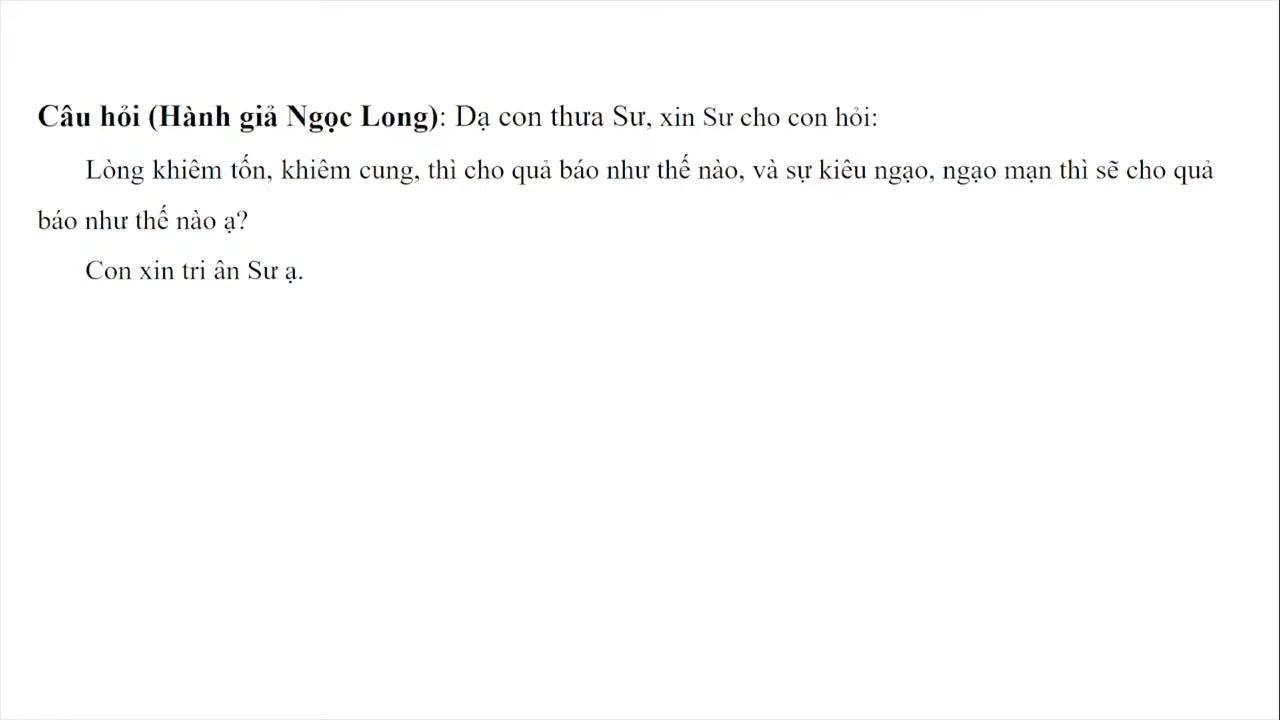 Câu hỏi (Hành giả Ngọc Long): Dạ con thưa Sư, xin Sư cho con hỏi:
Lòng khiêm tốn, khiêm cung, thì cho quả báo như thế nào, và sự kiêu ngạo, ngạo mạn thì sẽ cho quả
báo như thế nào ạ?
Con xin tri ân Sư ạ.